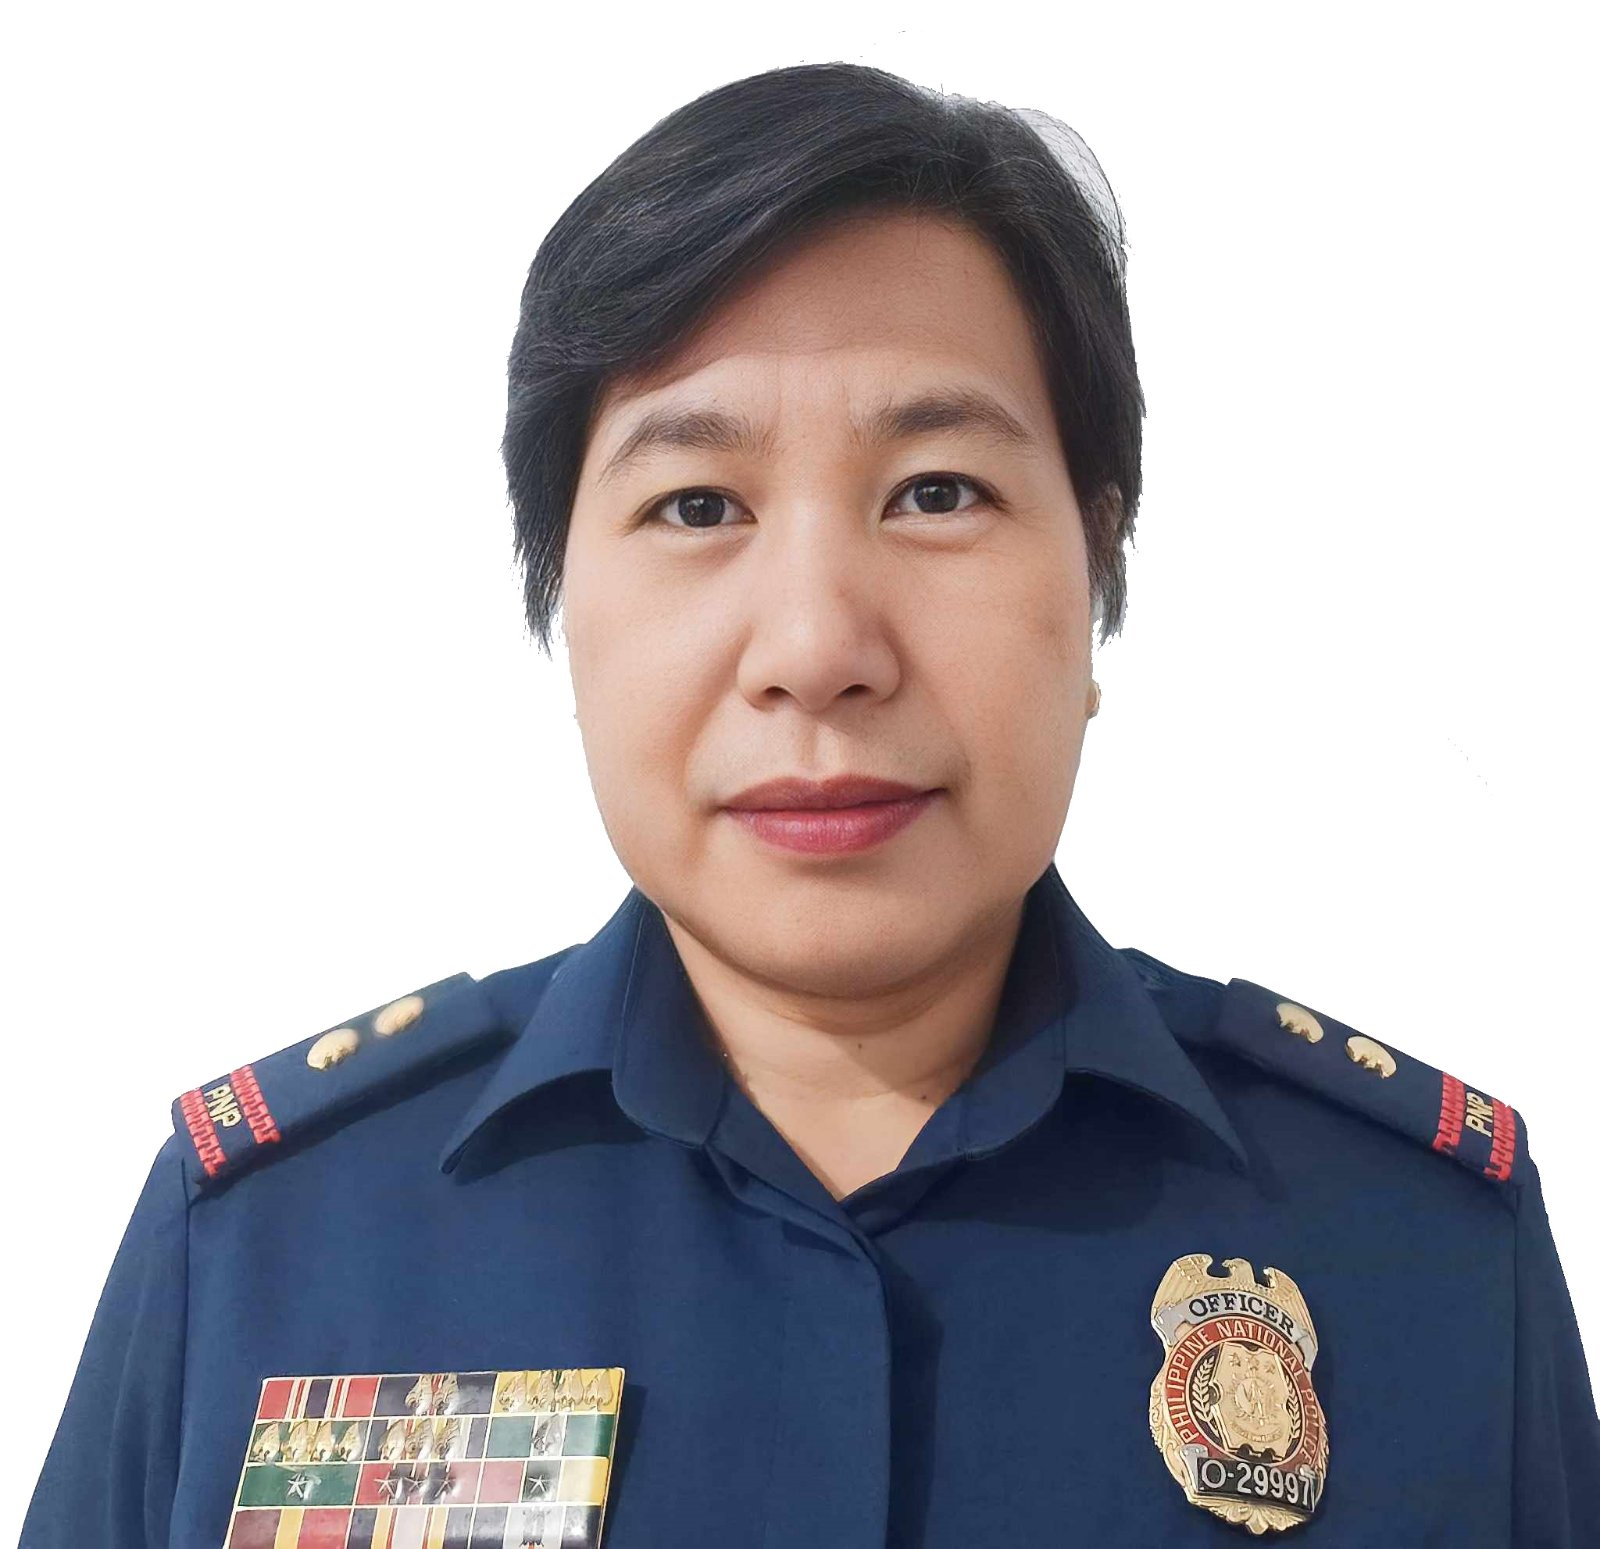 PNP
PNP
OFFICER
PHILIPPINE NATIONAL POLICE
O-29997